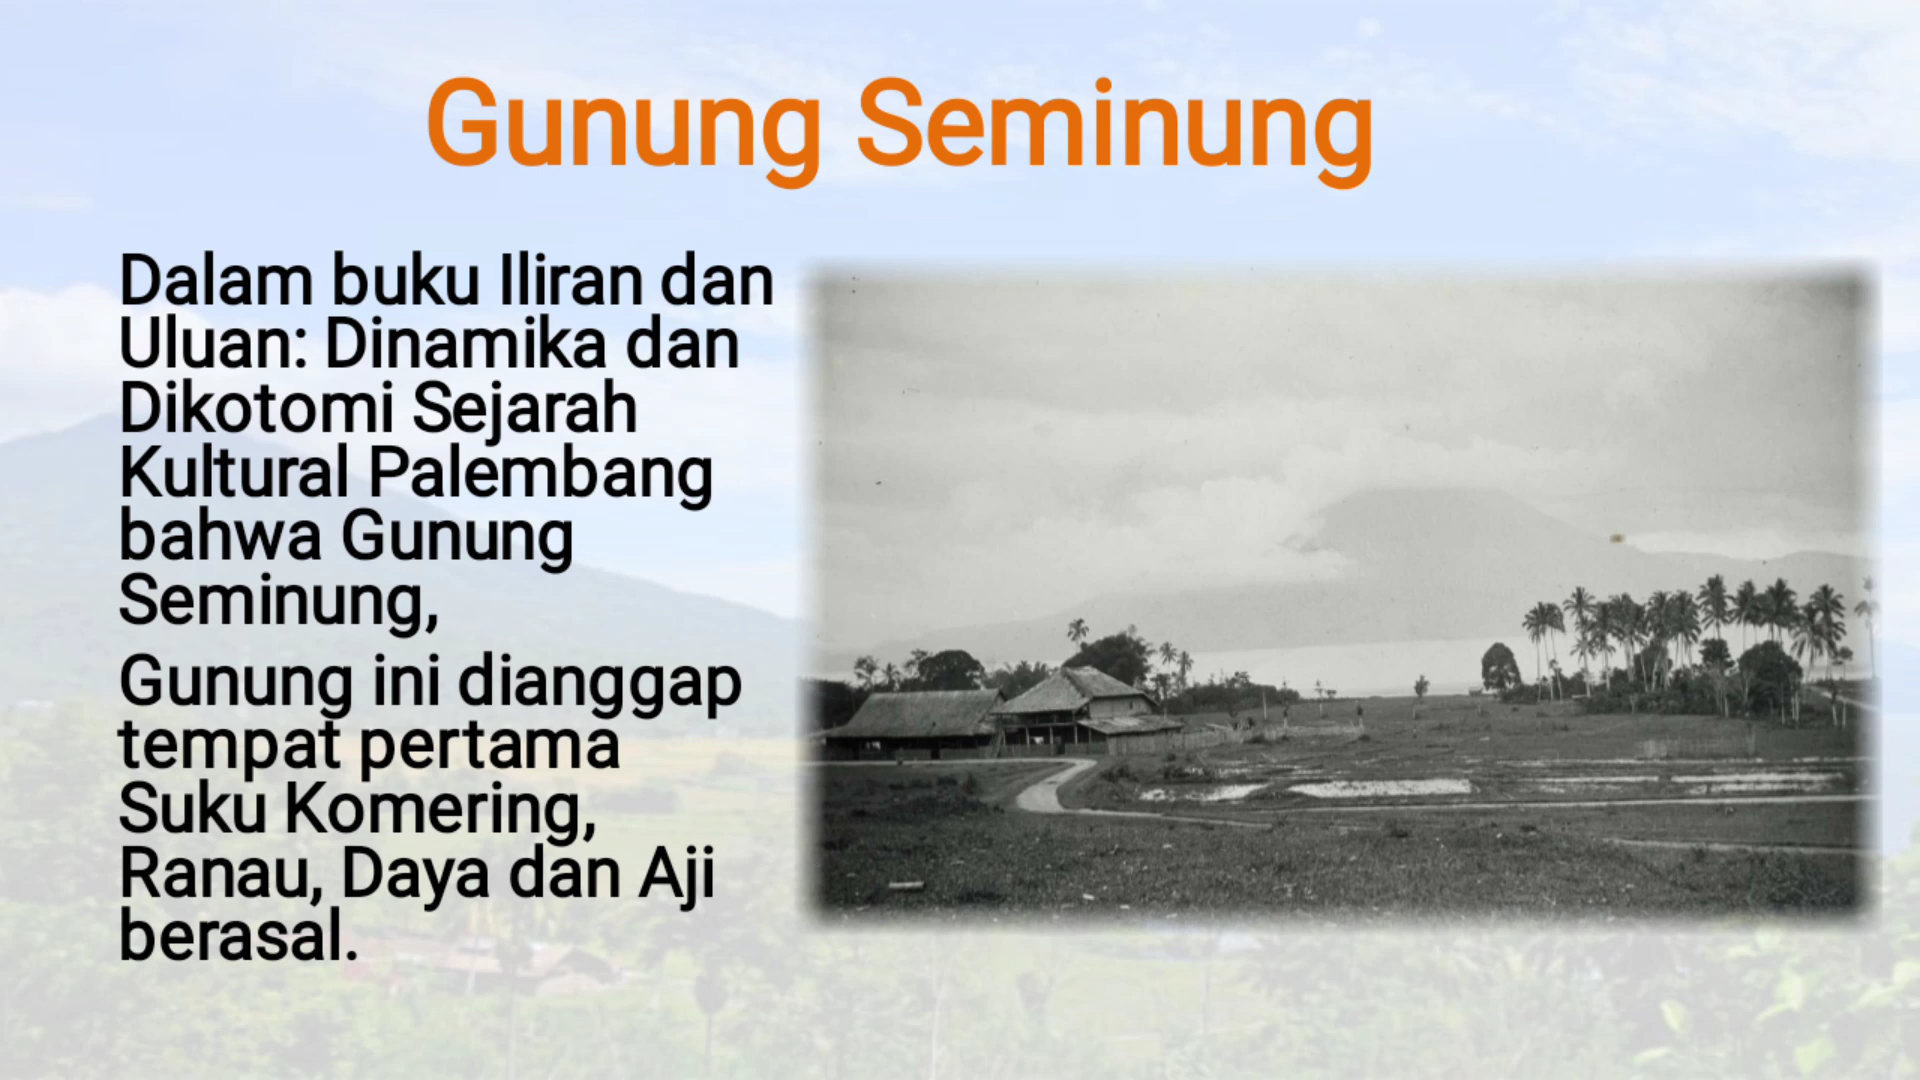 Gunung Seminung
Dalam buku Iliran dan
Uluan: Dinamika dan
Dikotomi Sejarah
Kultural Palembang
bahwa Gunung
Seminung,
Gunung ini dianggap
tempat pertama
Suku Komering,
Ranau, Daya dan Aji
berasal.